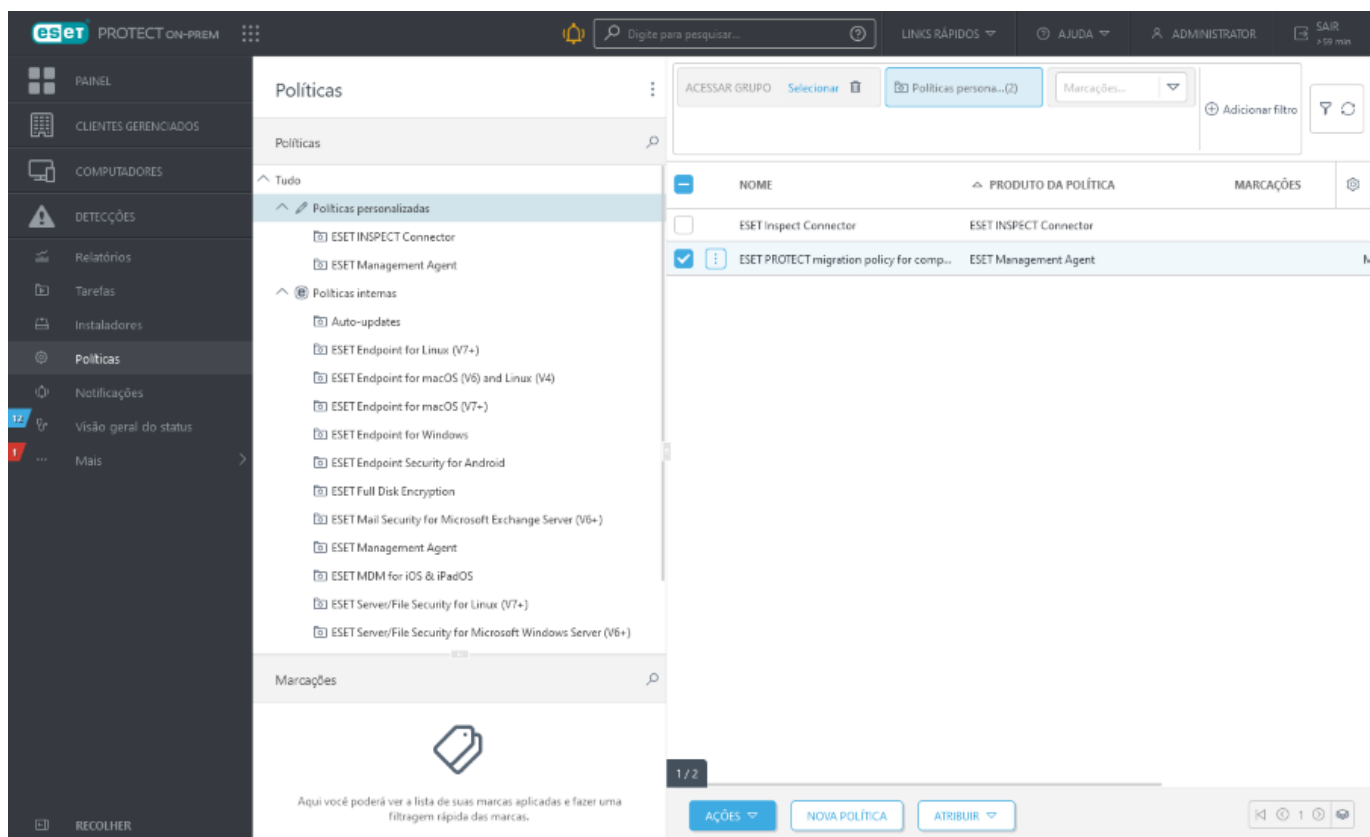 eset PROTECT ON-PREM
Digite para pesquisar...
LINKS RÁPIDOS
AJUDA
ADMINISTRATOR
SAIR
>59 min
PAINEL
CLIENTES GERENCIADOS
COMPUTADORES
DETECÇÕES
Relatórios
Tarefas
Instaladores
Políticas
Notificações
12
Visão geral do status
1
Mais
RECOLHER
Políticas
Políticas
Tudo
Políticas personalizadas
ESET INSPECT Connector
ESET Management Agent
Políticas internas
Auto-updates
ESET Endpoint for Linux (V7+)
ESET Endpoint for macOS (V6) and Linux (V4)
ESET Endpoint for macOS (V7+)
ESET Endpoint for Windows
ESET Endpoint Security for Android
ESET Full Disk Encryption
ESET Mail Security for Microsoft Exchange Server (V6+)
ESET Management Agent
ESET MDM for iOS & iPadOS
ESET Server/File Security for Linux (V7+)
ESET Server/File Security for Microsoft Windows Server (V6+)
Marcações
Aqui você poderá ver a lista de suas marcas aplicadas e fazer uma
filtragem rápida das marcas.
ACESSAR GRUPO Selecionar
Políticas persona...(2)
Marcações...
Adicionar filtro
NOME PRODUTO DA POLÍTICA MARCAÇÕES
ESET Inspect Connector ESET INSPECT Connector
ESET PROTECT migration policy for comp... ESET Management Agent M
1 / 2
AÇÕES
NOVA POLÍTICA
ATRIBUIR
1